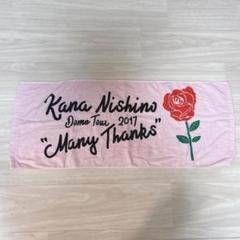 Kana Nishino
Dome Tour 2017
"Many Thanks"